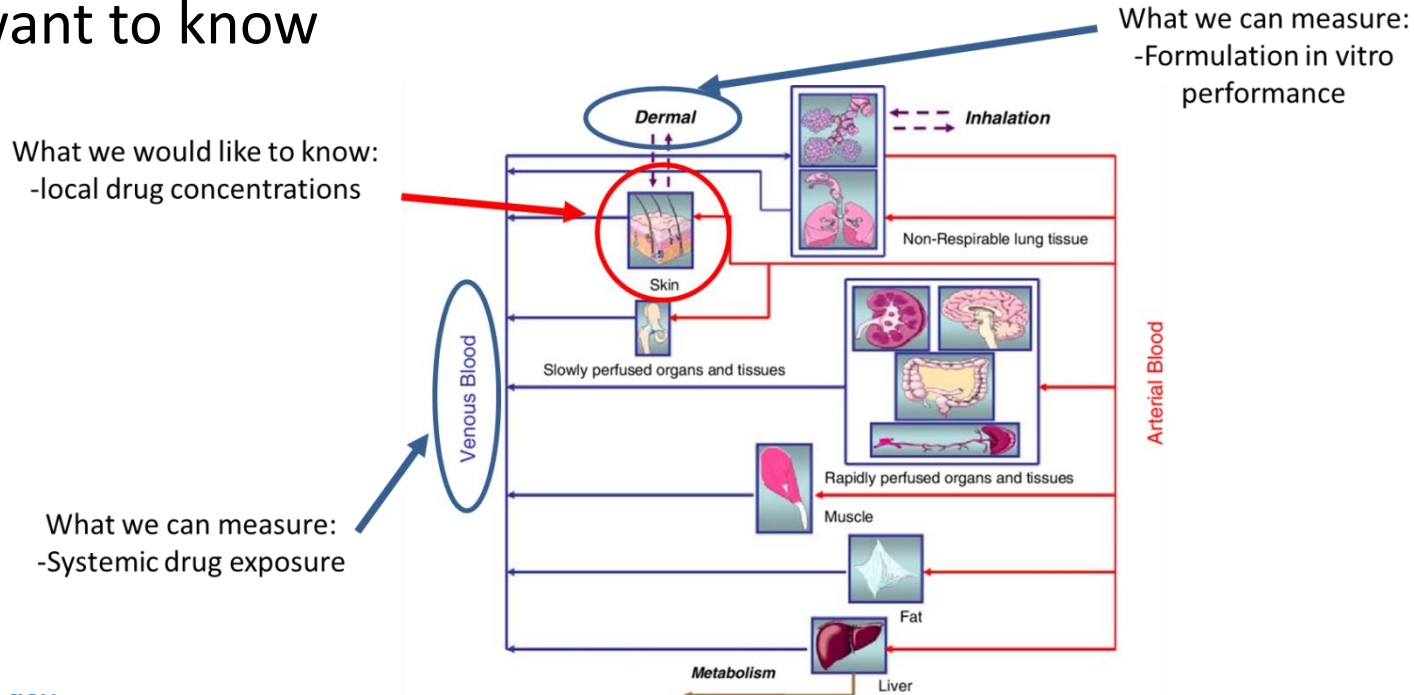 want to know
What we can measure:
-Formulation in vitro
performance
Dermal
Inhalation
What we would like to know:
-local drug concentrations
Non-Respirable lung tissue
Skin
Venous Blood
Arterial Blood
Slowly perfused organs and tissues
Rapidly perfused organs and tissues
Muscle
What we can measure:
-Systemic drug exposure
Fat
Metabolism
Liver